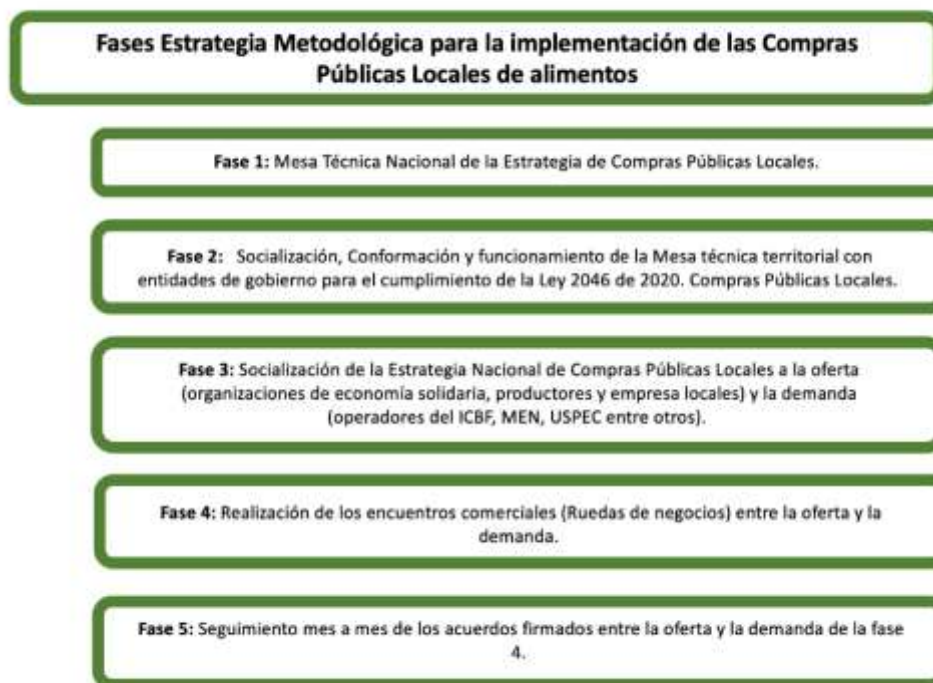 Fases Estrategia Metodológica para la implementación de las Compras
Públicas Locales de alimentos
Fase 1: Mesa Técnica Nacional de la Estrategia de Compras Públicas Locales.
Fase 2: Socialización, Conformación y funcionamiento de la Mesa técnica territorial con
entidades de gobierno para el cumplimiento de la Ley 2046 de 2020. Compras Públicas Locales.
Fase 3: Socialización de la Estrategia Nacional de Compras Públicas Locales a la oferta
(organizaciones de economía solidaria, productores y empresa locales) y la demanda
(operadores del ICBF, MEN, USPEC entre otros).
Fase 4: Realización de los encuentros comerciales (Ruedas de negocios) entre la oferta y la
demanda.
Fase 5: Seguimiento mes a mes de los acuerdos firmados entre la oferta y la demanda de la fase
4.